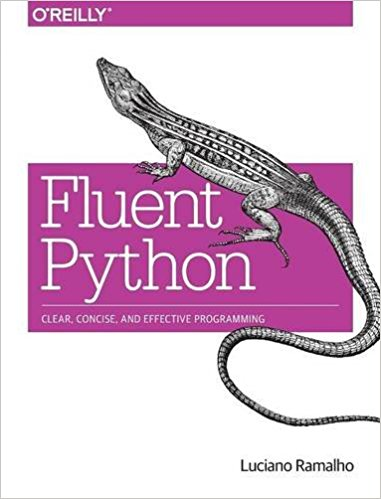 O'REILLY®
Fluent
Python
CLEAR, CONCISE, AND EFFECTIVE PROGRAMMING
Luciano Ramalho